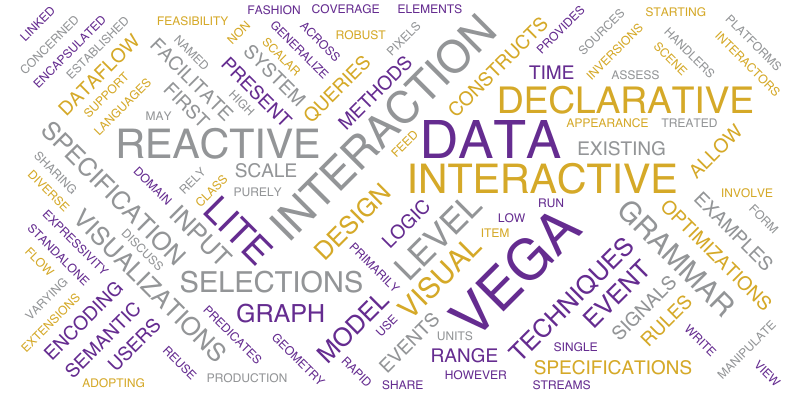 LINKED
CONCERNED
ENCAPSULATED
ESTABLISHED
DATAFLOW
SUPPORT
LANGUAGES
FEASIBILITY
NAMED
NON
FACILITATE
FIRST
HIGH
MAY
FASHION
COVERAGE
ELEMENTS
GENERALIZE
ACROSS
SCALAR
SYSTEM
PRESENT
ROBUST
QUERIES
PIXELS
METHODS
INTERACTION
CONSTRUCTS
PROVIDES
SOURCES
INVERSIONS
STARTING
HANDLERS
SCENE
PLATFORMS
INTERACTORS
TIME
ASSESS
DECLARATIVE
APPEARANCE
TREATED
DATA
EXISTING
ALLOW
FEED
INTERACTIVE
REACTIVE
SCALE
PURELY
SPECIFICATION
SHARING
DIVERSE
DOMAIN
RELY
CLASS
INPUT
LITE
DESIGN
LOGIC
LEVEL
LOW
RUN
ITEM
INVOLVE
FORM
EXAMPLES
OPTIMIZATIONS
GRAMMAR
EXPRESSIVITY
STANDALONE
FLOW
VISUALIZATIONS
DISCUSS
SELECTIONS
PRIMARILY
VISUAL
VEGA
TECHNIQUES
EVENT
SIGNALS
RULES
WRITE
MANIPULATE
VIEW
VARYING
EXTENSIONS
ENCODING
SEMANTIC
USERS
REUSE
PREDICATES
GRAPH
GEOMETRY
MODEL
USE
RAPID
EVENTS
UNITS
RANGE
SINGLE
SPECIFICATIONS
HOWEVER
STREAMS
SHARE
PRODUCTION
ADOPTING